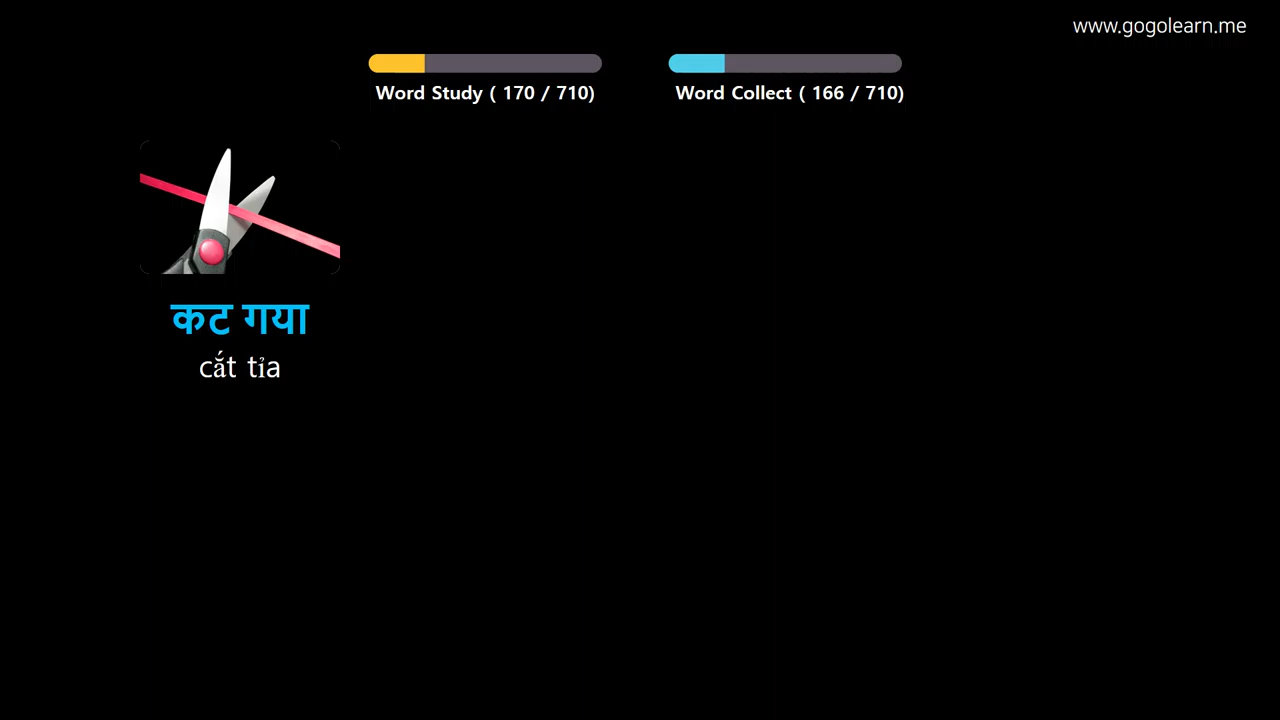 www.gogolearn.me
Word Study ( 170 / 710)
Word Collect ( 166 / 710)
कट गया
cắt tỉa